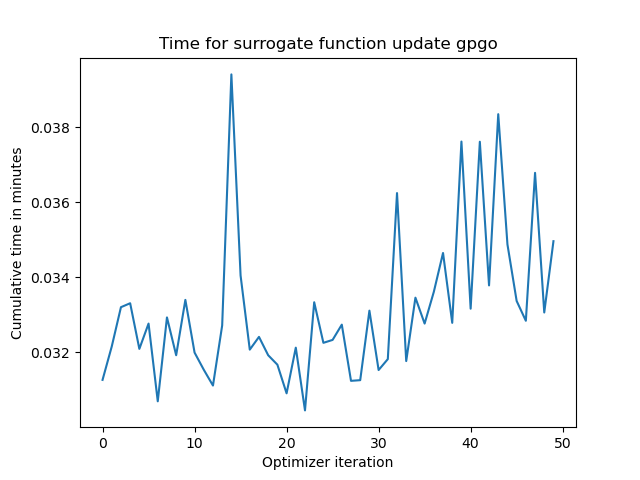 Time for surrogate function update gpgo
Cumulative time in minutes
0.038
0.036
0.034
0.032
0 10 20 30 40 50
Optimizer iteration